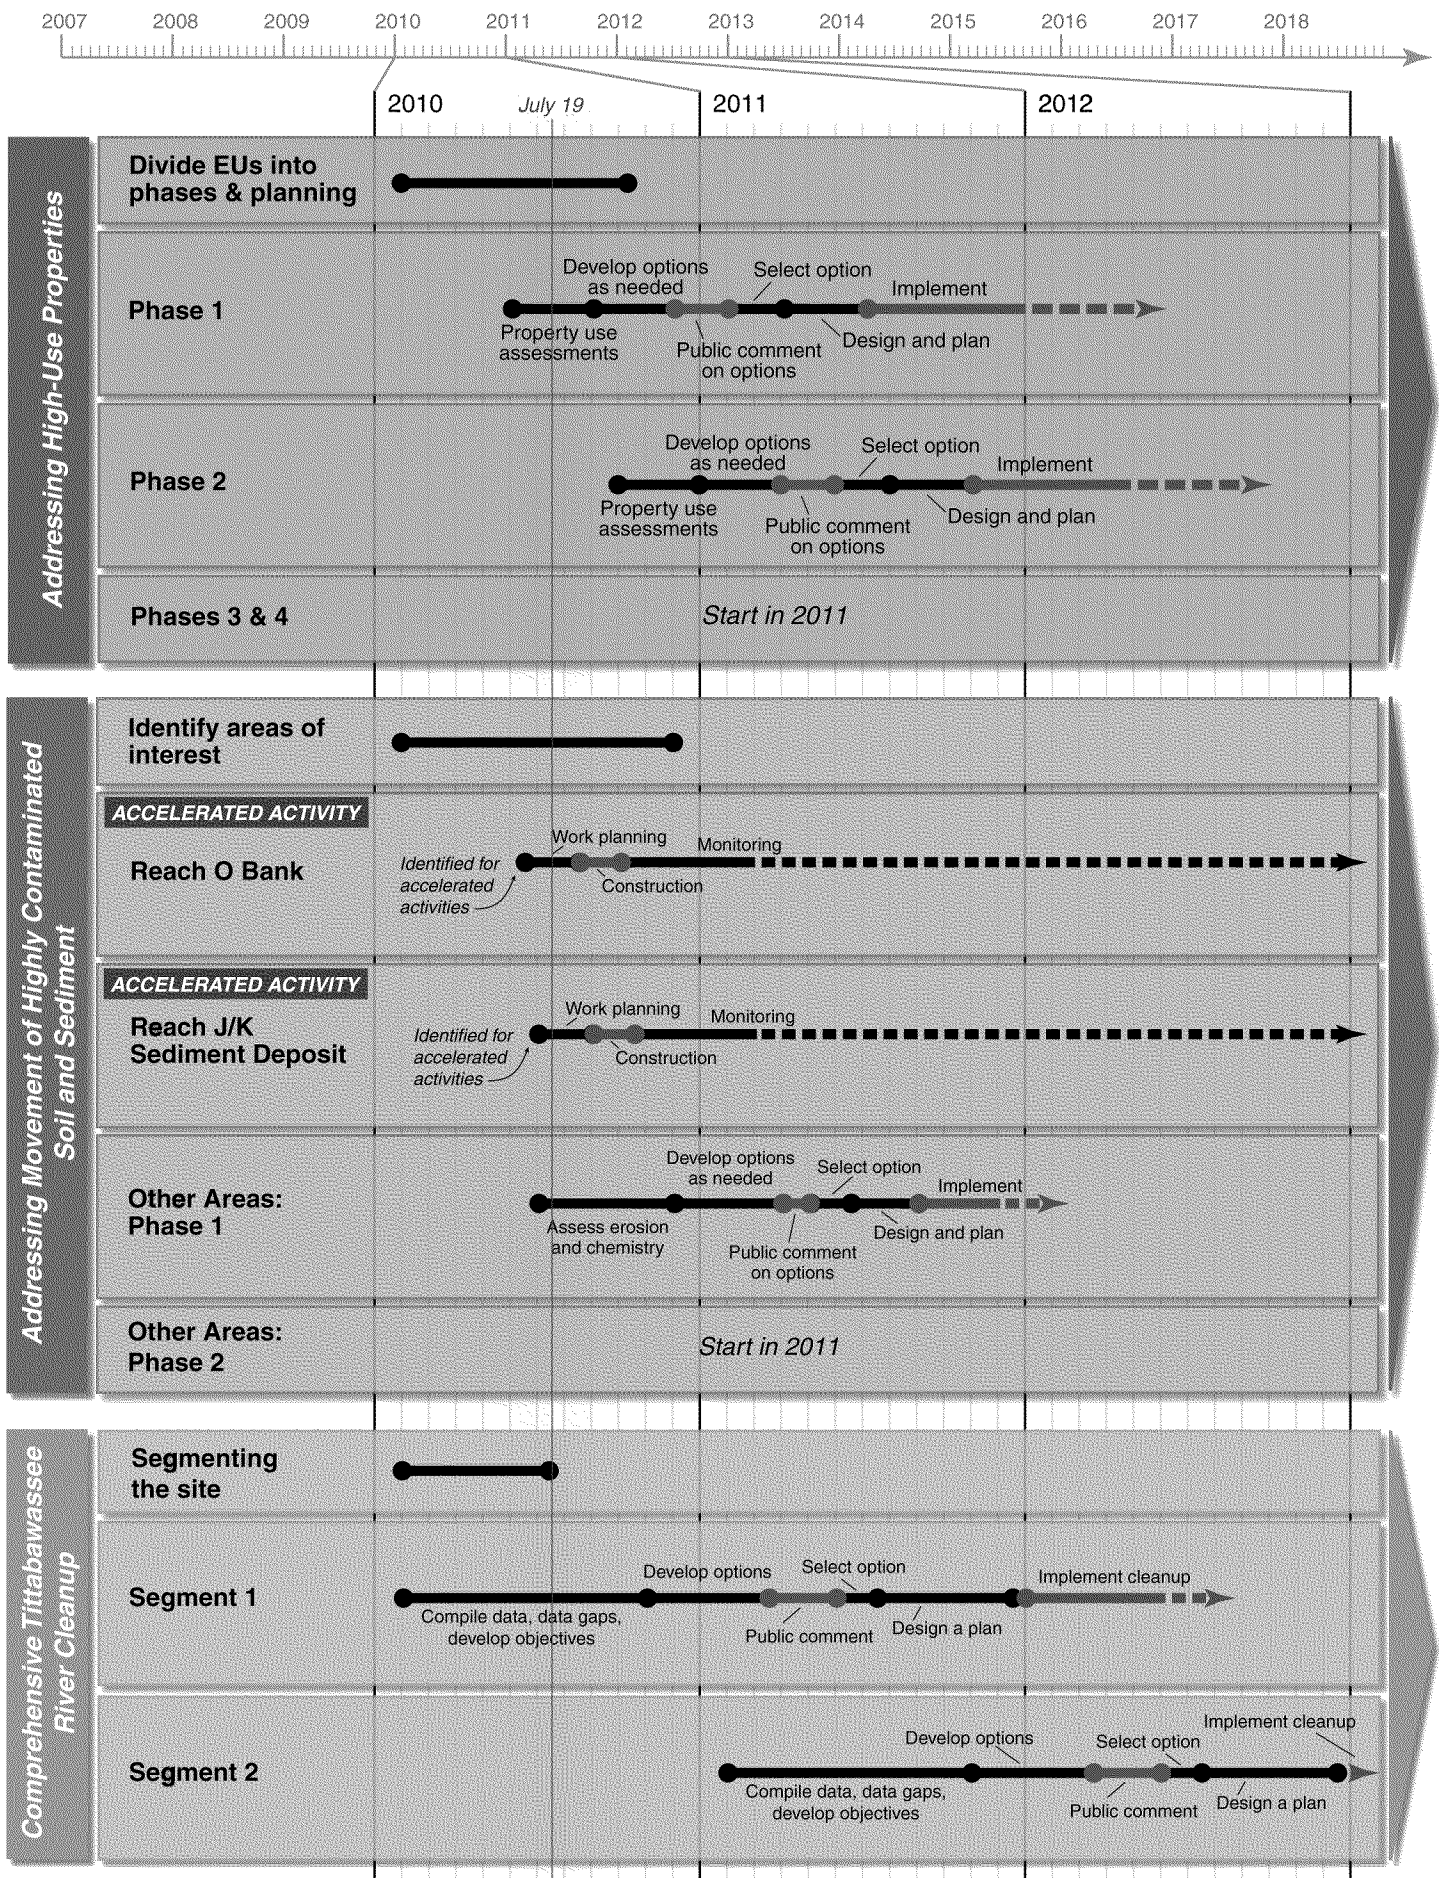 2007 2008 2009 2010 2011 2012 2013 2014 2015 2016 2017 2018
2010 July 19 2011 2012
Addressing High-Use Properties
Divide EUs into
phases & planning
Phase 1
Develop options
as needed
Select option
Implement
Property use
assessments
Public comment
on options
Design and plan
Phase 2
Develop options
as needed
Select option
Implement
Property use
assessments
Public comment
on options
Design and plan
Phases 3 & 4
Start in 2011
Addressing Movement of Highly Contaminated
Soil and Sediment
Identify areas of
interest
ACCELERATED ACTIVITY
Reach O Bank
Identified for
accelerated
activities
Work planning
Construction
Monitoring
ACCELERATED ACTIVITY
Reach J/K
Sediment Deposit
Identified for
accelerated
activities
Work planning
Construction
Monitoring
Other Areas:
Phase 1
Develop options
as needed
Select option
Implement
Assess erosion
and chemistry
Public comment
on options
Design and plan
Other Areas:
Phase 2
Start in 2011
Comprehensive Tittabawassee
River Cleanup
Segmenting
the site
Segment 1
Develop options
Select option
Implement cleanup
Compile data, data gaps,
develop objectives
Public comment
Design a plan
Segment 2
Develop options
Select option
Implement cleanup
Compile data, data gaps,
develop objectives
Public comment
Design a plan